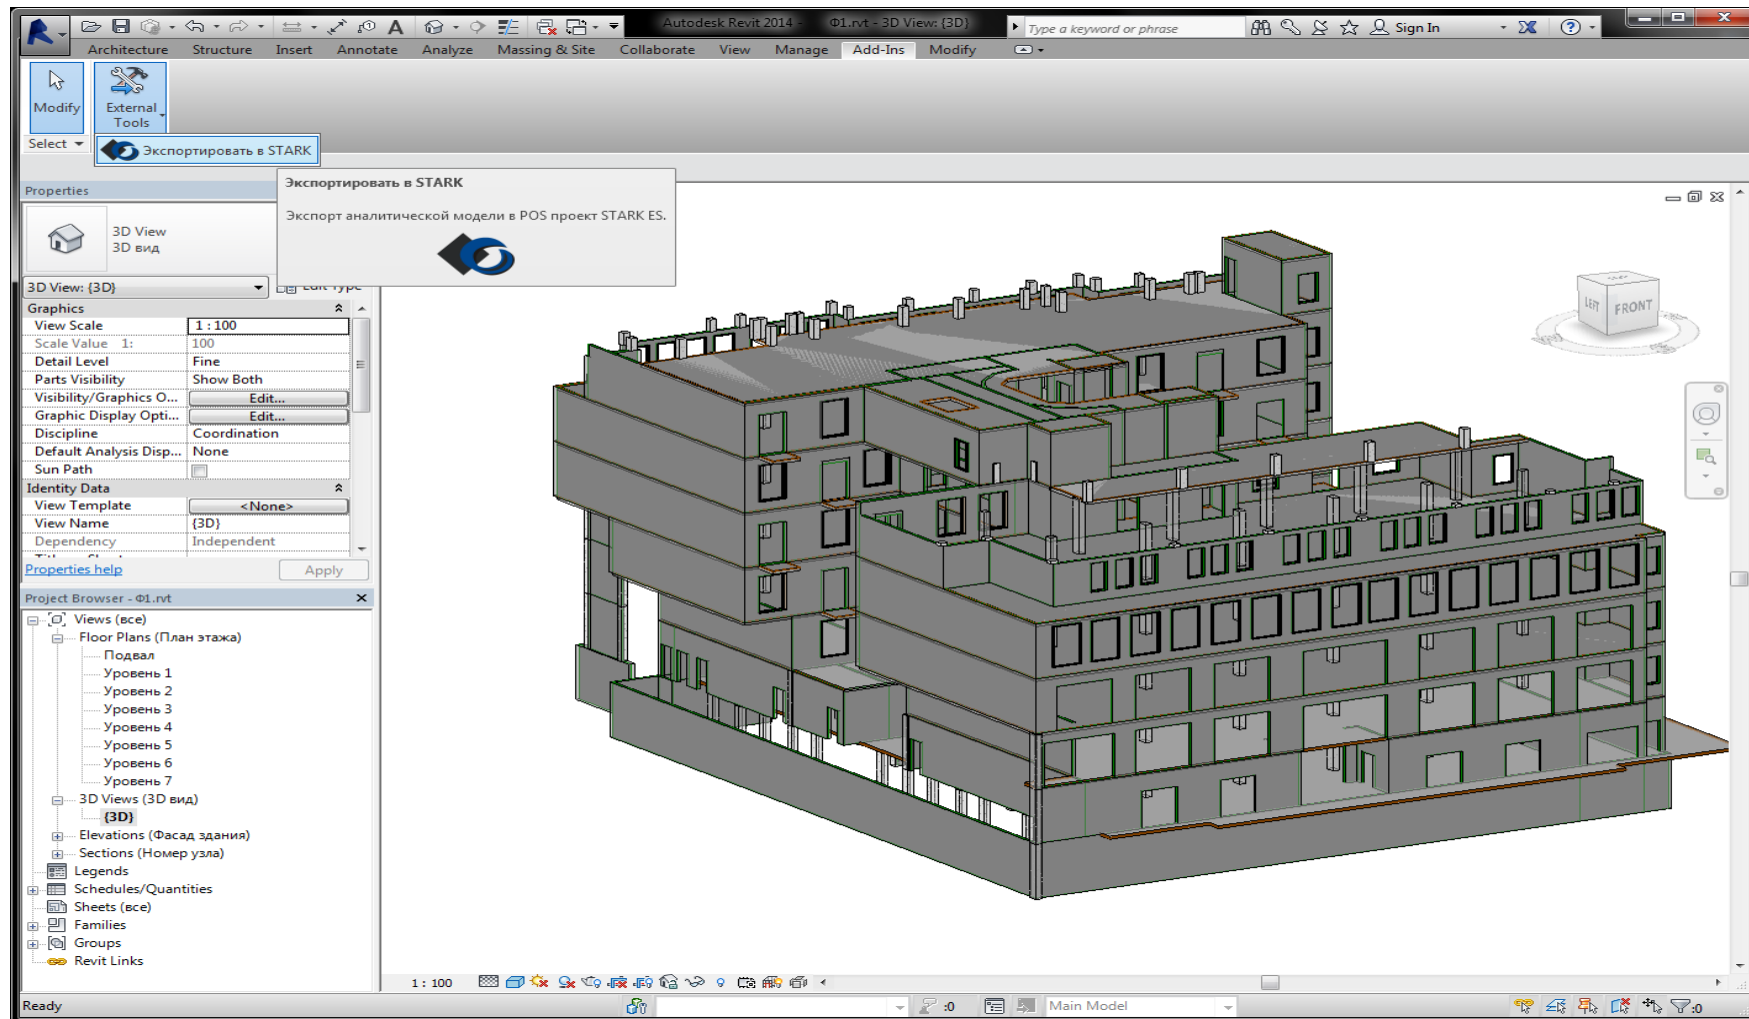 Autodesk Revit 2014 - Ф1.rvt - 3D View: {3D}
Type a keyword or phrase
Sign In
Architecture Structure Insert Annotate Analyze Massing & Site Collaborate View Manage Add-Ins Modify
Modify
External
Tools
Select
Экспортировать в STARK
Экспортировать в STARK
Экспорт аналитической модели в POS проект STARK ES.
Properties
3D View
3D вид
3D View: {3D}
Edit Type
Graphics
View Scale 1 : 100
Scale Value 1: 100
Detail Level Fine
Parts Visibility Show Both
Visibility/Graphics O... Edit...
Graphic Display Opti... Edit...
Discipline Coordination
Default Analysis Disp... None
Sun Path
Identity Data
View Template <None>
View Name {3D}
Dependency Independent
Properties help
Apply
LEFT FRONT
Project Browser - Ф1.rvt
Views (все)
Floor Plans (План этажа)
Подвал
Уровень 1
Уровень 2
Уровень 3
Уровень 4
Уровень 5
Уровень 6
Уровень 7
3D Views (3D вид)
{3D}
Elevations (Фасад здания)
Sections (Номер узла)
Legends
Schedules/Quantities
Sheets (все)
Families
Groups
Revit Links
1 : 100
Ready
:0
Main Model
:0